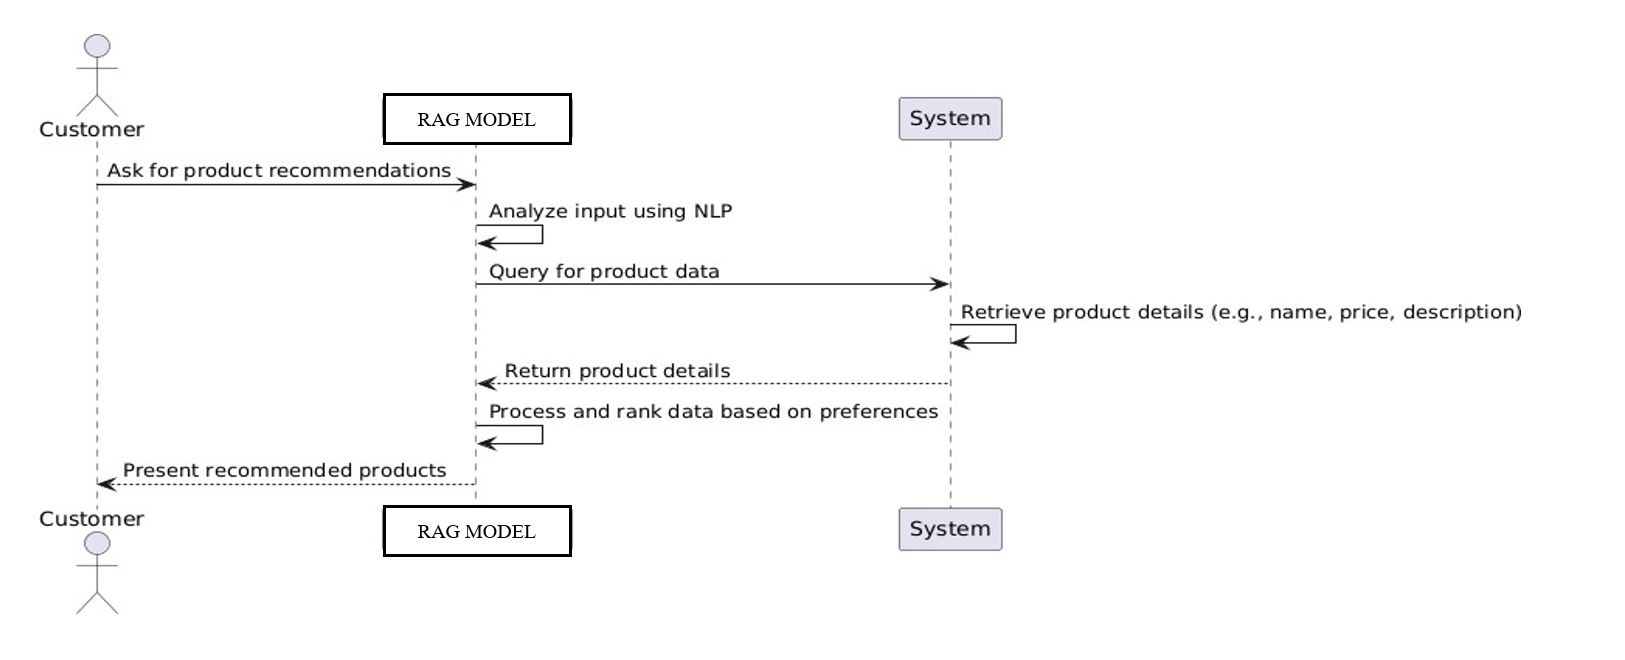 Customer
RAG MODEL
System
Ask for product recommendations
Analyze input using NLP
Query for product data
Retrieve product details (e.g., name, price, description)
Return product details
Process and rank data based on preferences
Present recommended products
Customer
RAG MODEL
System